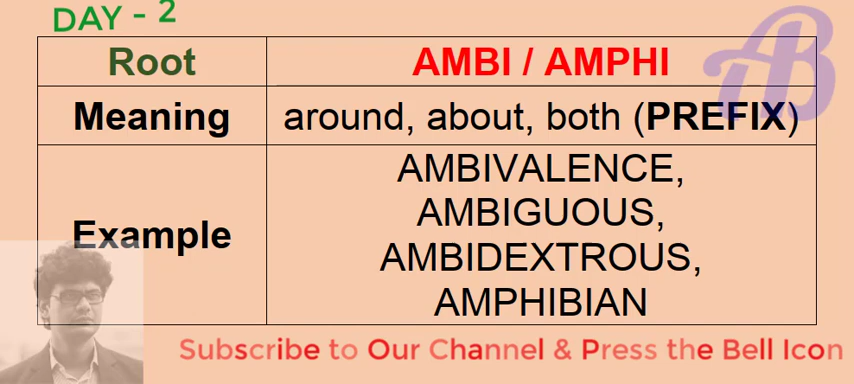 DAY - 2
Root AMBI / AMPHI
Meaning around, about, both (PREFIX)
Example AMBIVALENCE,
AMBIGUOUS,
AMBIDEXTROUS,
AMPHIBIAN
Subscribe to Our Channel & Press the Bell Icon